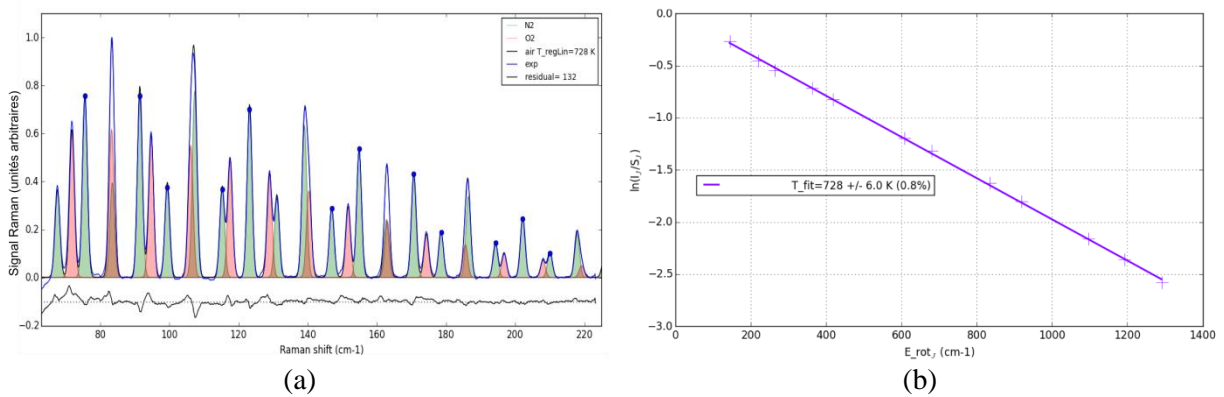 N2
O2
air T_regLin=728 K
exp
residual= 132
Signal Raman (unités arbitraires)
1.0
0.8
0.6
0.4
0.2
0.0
−0.2
80 100 120 140 160 180 200 220
Raman shift (cm-1)
(a)
0.0
−0.5
−1.0
−1.5
−2.0
−2.5
−3.0
ln(I_J/S_J)
T_fit=728 +/- 6.0 K (0.8%)
0 200 400 600 800 1000 1200 1400
E_rot_J (cm-1)
(b)